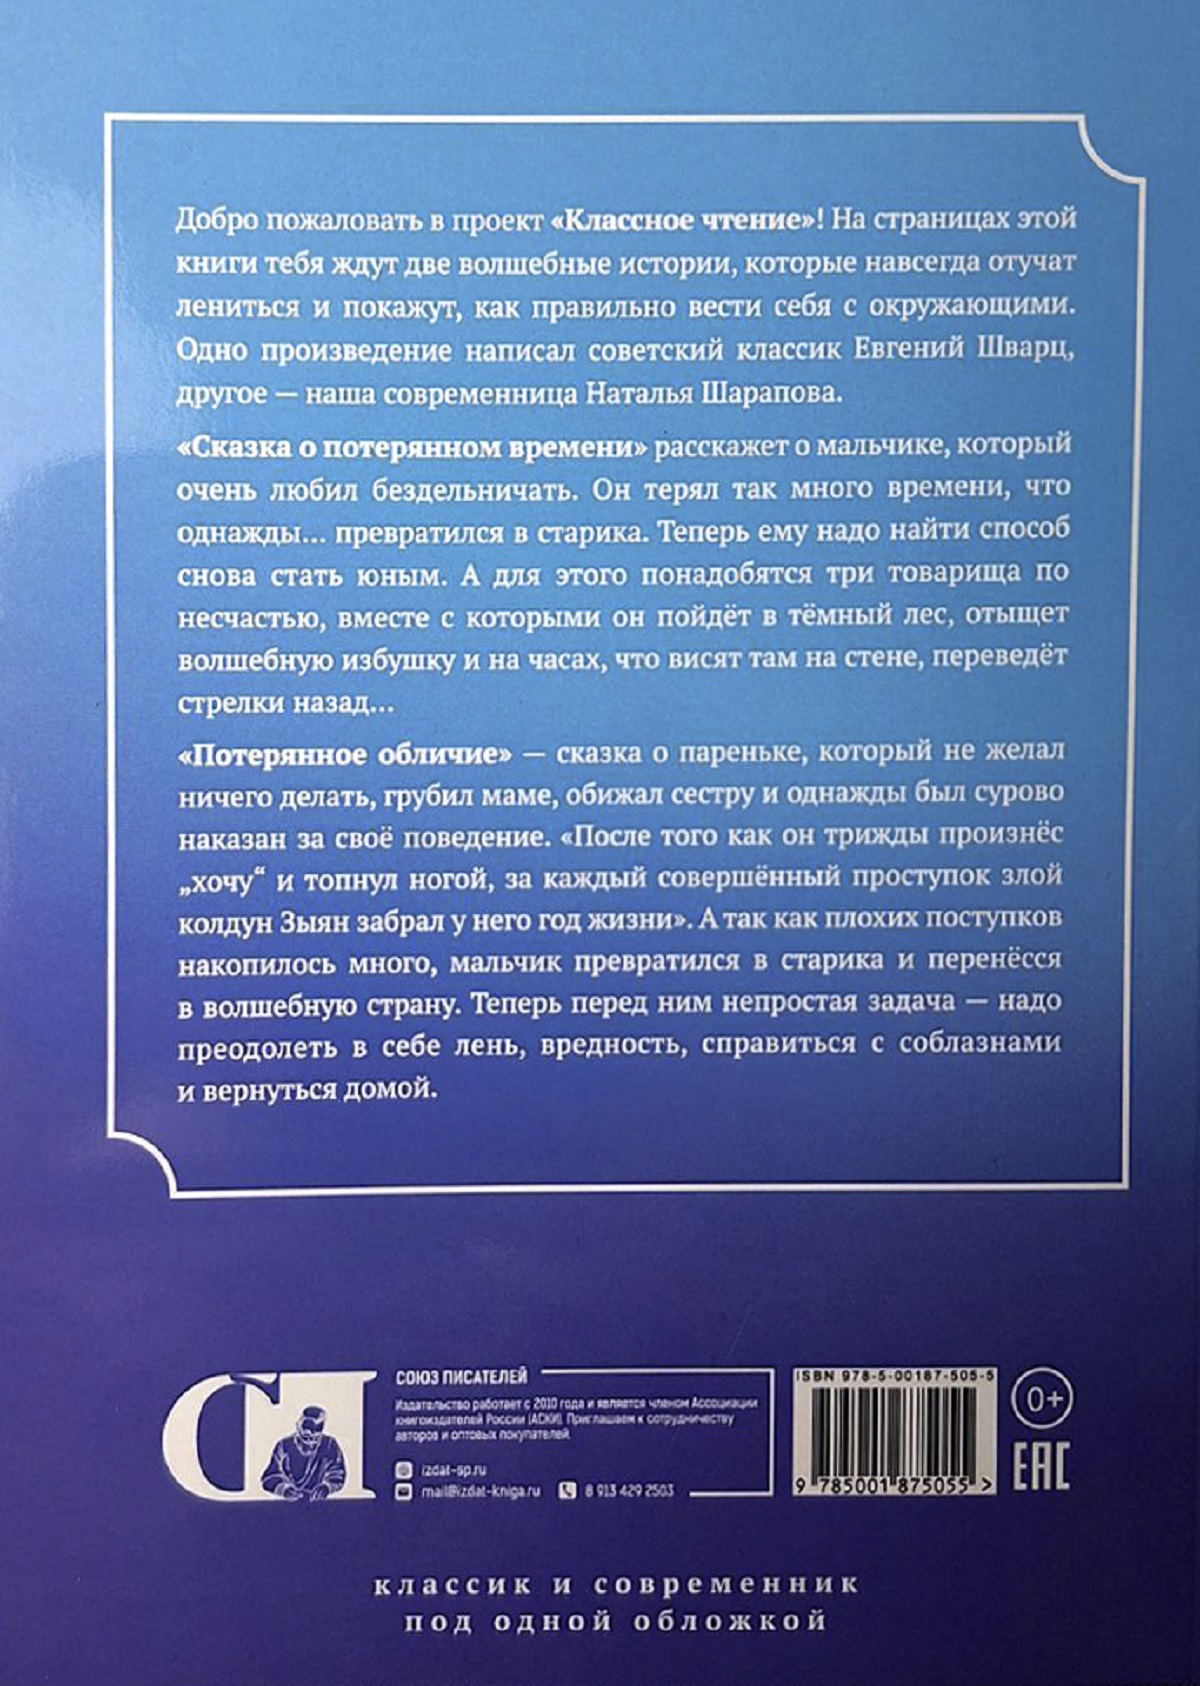 Добро пожаловать в проект «Классное чтение»! На страницах этой
книги тебя ждут две волшебные истории, которые навсегда отучат
лениться и покажут, как правильно вести себя с окружающими.
Одно произведение написал советский классик Евгений Шварц,
другое — наша современница Наталья Шарапова.
«Сказка о потерянном времени» расскажет о мальчике, который
очень любил бездельничать. Он терял так много времени, что
однажды... превратился в старика. Теперь ему надо найти способ
снова стать юным. А для этого понадобятся три товарища по
несчастью, вместе с которыми он пойдёт в тёмный лес, отыщет
волшебную избушку и на часах, что висят там на стене, переведёт
стрелки назад...
«Потерянное обличие» — сказка о пареньке, который не желал
ничего делать, грубил маме, обижал сестру и однажды был сурово
наказан за своё поведение. «После того как он трижды произнёс
„хочу“ и топнул ногой, за каждый совершённый проступок злой
колдун Зыян забрал у него год жизни». А так как плохих поступков
накопилось много, мальчик превратился в старика и перенёсся
в волшебную страну. Теперь перед ним непростая задача — надо
преодолеть в себе лень, вредность, справиться с соблазнами
и вернуться домой.
СП
СОЮЗ ПИСАТЕЛЕЙ
Издательство работает с 2010 года и является членом Ассоциации
книгоиздателей России (АСКИ). Приглашаем к сотрудничеству
авторов и оптовых покупателей.
izdat-sp.ru
mail@izdat-kniga.ru 8 913 429 2503
ISBN 978-5-00187-505-5
9 785001 875055 >
0+
EAC
классик и современник
под одной обложкой